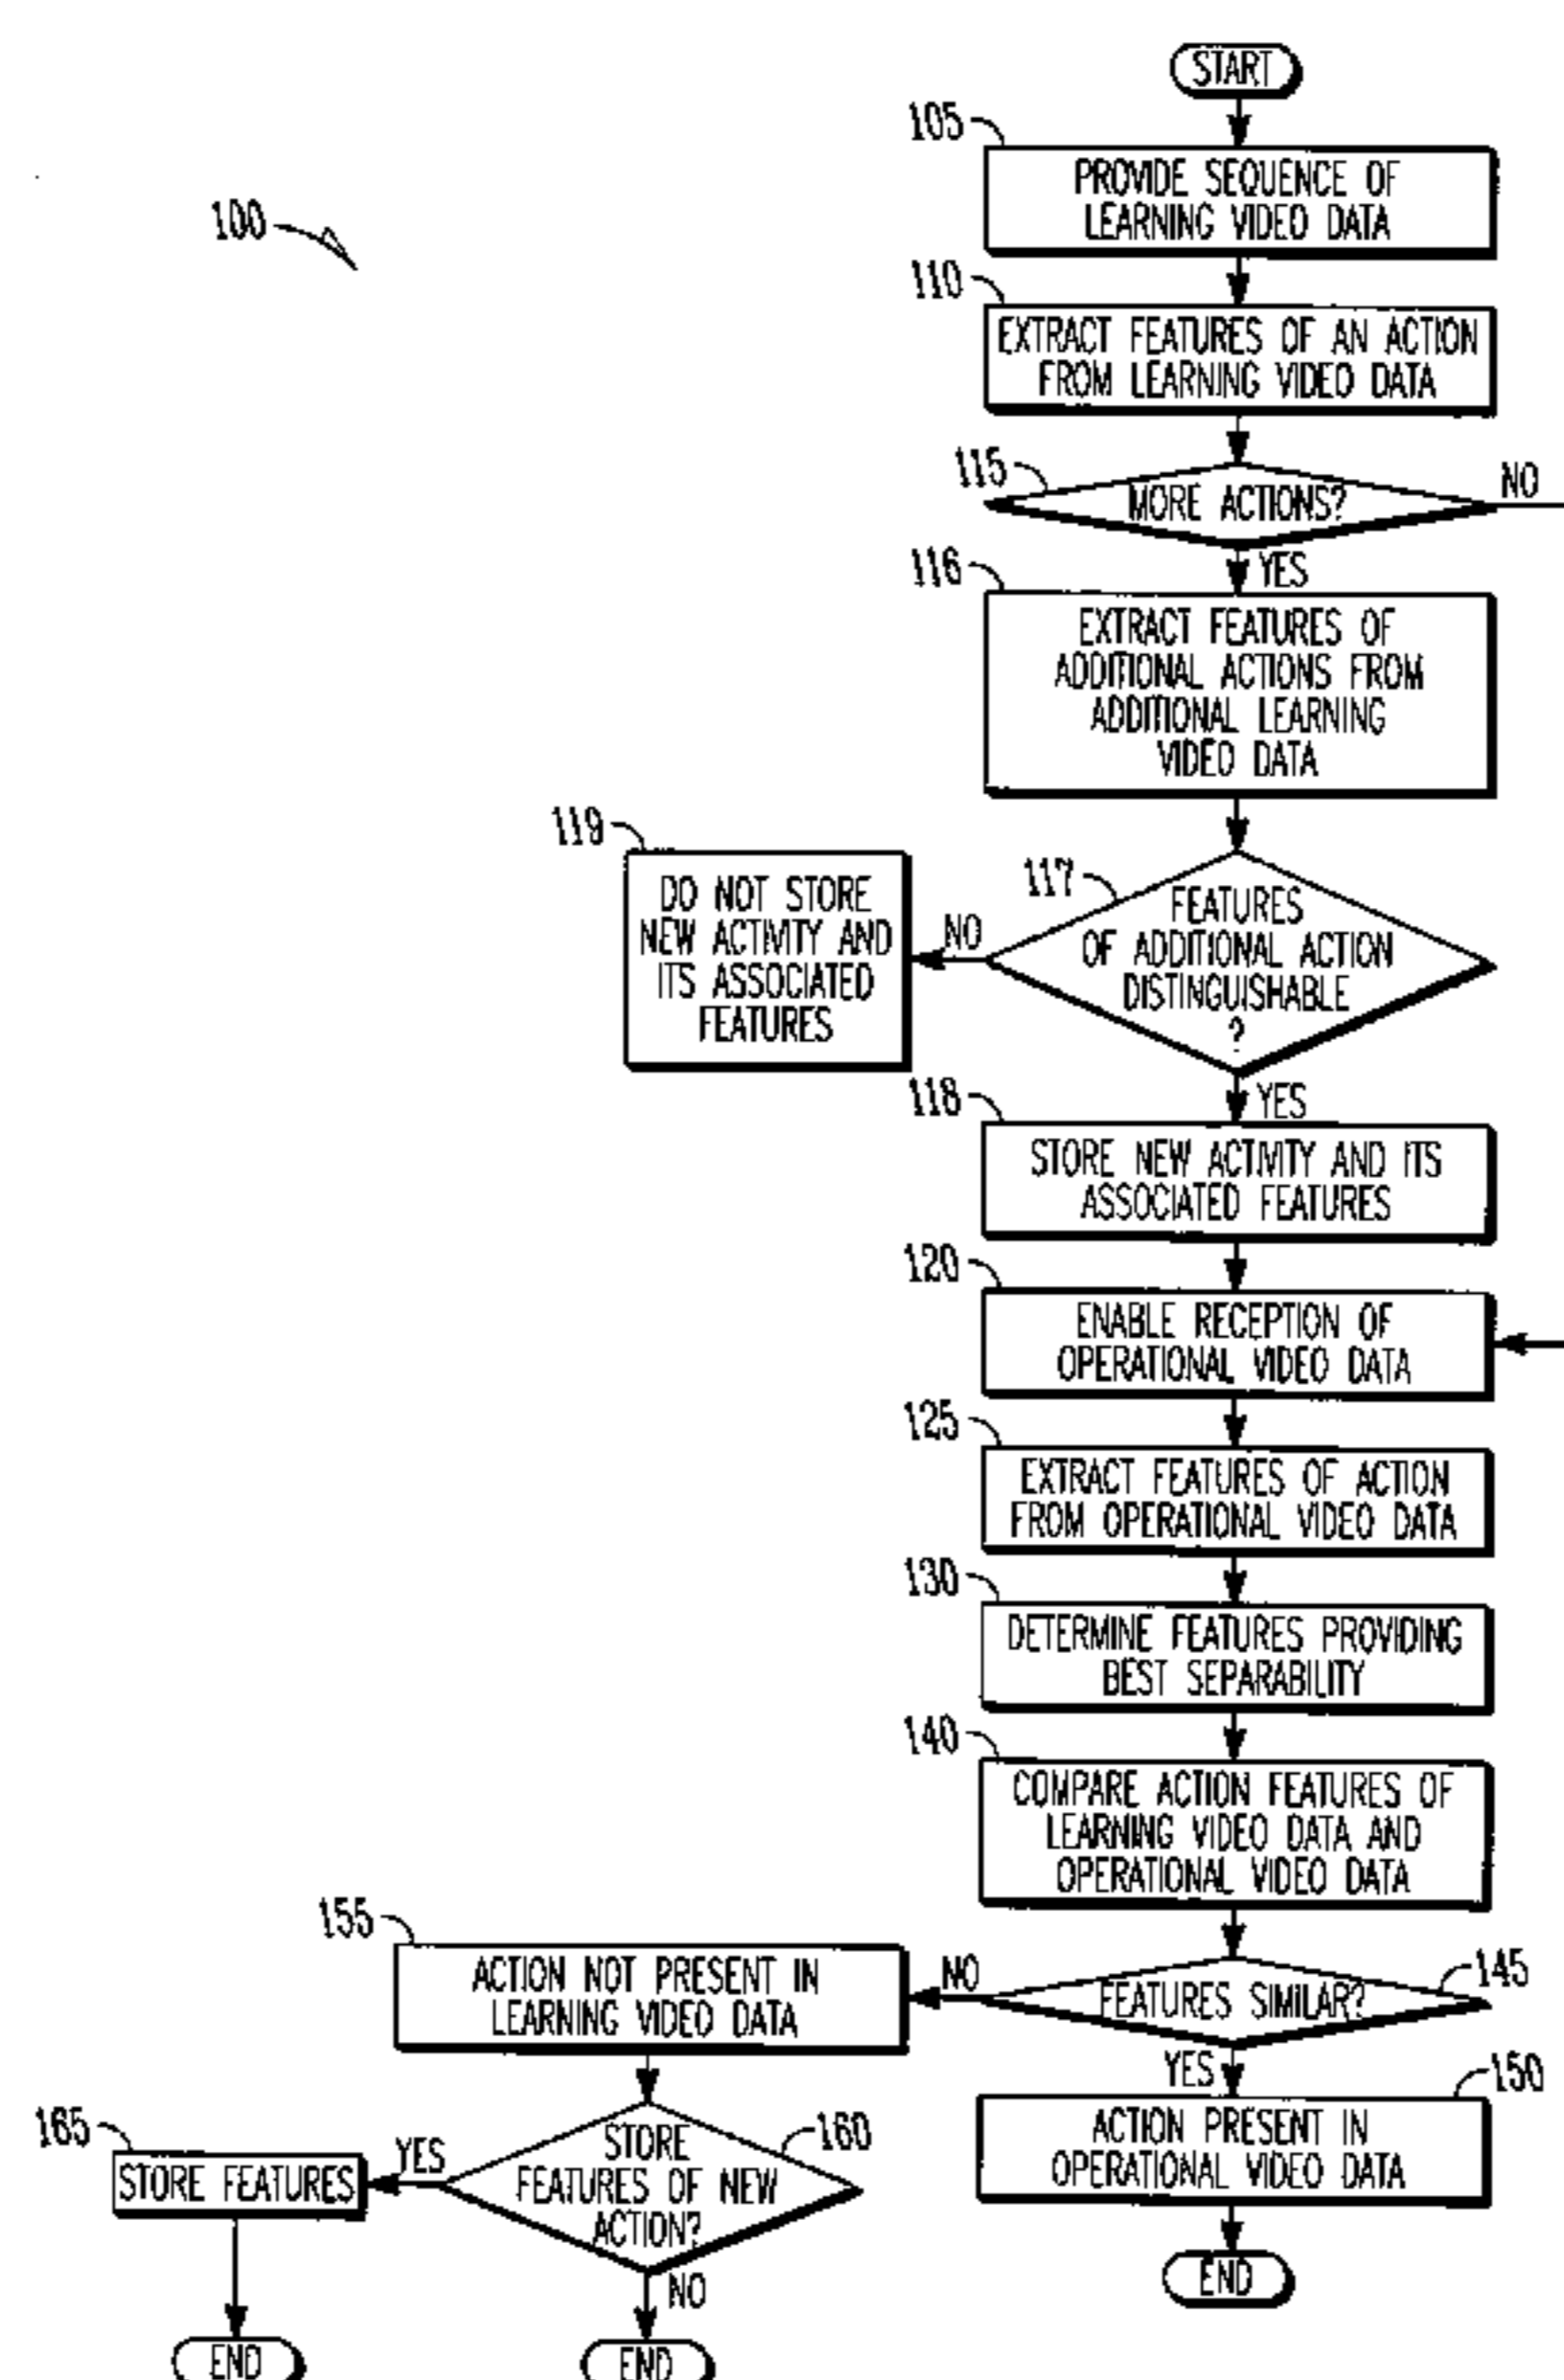 START
105
PROVIDE SEQUENCE OF
LEARNING VIDEO DATA
100
110
EXTRACT FEATURES OF AN ACTION
FROM LEARNING VIDEO DATA
115
MORE ACTIONS?
NO
YES
116
EXTRACT FEATURES OF
ADDITIONAL ACTIONS FROM
ADDITIONAL LEARNING
VIDEO DATA
119
DO NOT STORE
NEW ACTIVITY AND
ITS ASSOCIATED
FEATURES
NO
117
FEATURES
OF ADDITIONAL ACTION
DISTINGUISHABLE
?
YES
118
STORE NEW ACTIVITY AND ITS
ASSOCIATED FEATURES
120
ENABLE RECEPTION OF
OPERATIONAL VIDEO DATA
125
EXTRACT FEATURES OF ACTION
FROM OPERATIONAL VIDEO DATA
130
DETERMINE FEATURES PROVIDING
BEST SEPARABILITY
140
COMPARE ACTION FEATURES OF
LEARNING VIDEO DATA AND
OPERATIONAL VIDEO DATA
155
ACTION NOT PRESENT IN
LEARNING VIDEO DATA
NO
FEATURES SIMILAR?
145
YES
150
ACTION PRESENT IN
OPERATIONAL VIDEO DATA
END
165
STORE FEATURES
YES
STORE
FEATURES OF NEW
ACTION?
160
NO
END
END